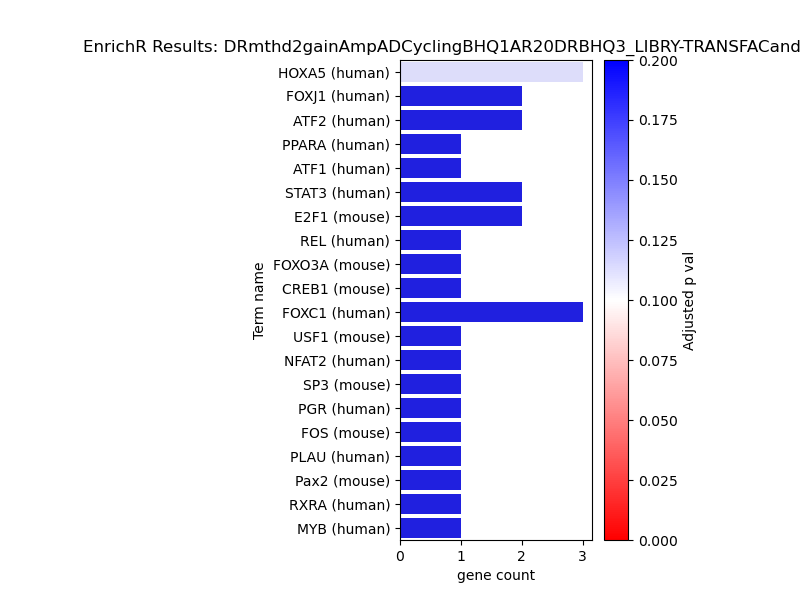 EnrichR Results: DRmthd2gainAmpADCyclingBHQ1AR20DRBHQ3_LIBRY-TRANSFACand
HOXA5 (human)
FOXJ1 (human)
ATF2 (human)
PPARA (human)
ATF1 (human)
STAT3 (human)
E2F1 (mouse)
REL (human)
FOXO3A (mouse)
CREB1 (mouse)
FOXC1 (human)
USF1 (mouse)
NFAT2 (human)
SP3 (mouse)
PGR (human)
FOS (mouse)
PLAU (human)
Pax2 (mouse)
RXRA (human)
MYB (human)
Term name
0 1 2 3
gene count
0.200
0.175
0.150
0.125
0.100
0.075
0.050
0.025
0.000
Adjusted p val